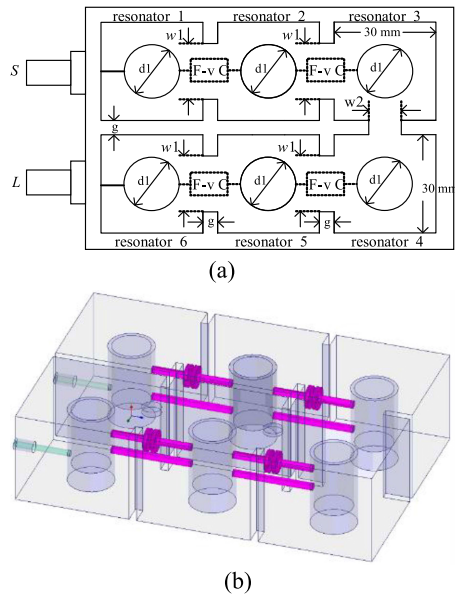 resonator 1 resonator 2 resonator 3
w1 w1 30 mm
S d1 F-v C d1 F-v C d1
w2
g
w1 w1
L d1 F-v C d1 F-v C d1 30 mm
g g
resonator 6 resonator 5 resonator 4
(a)
(b)